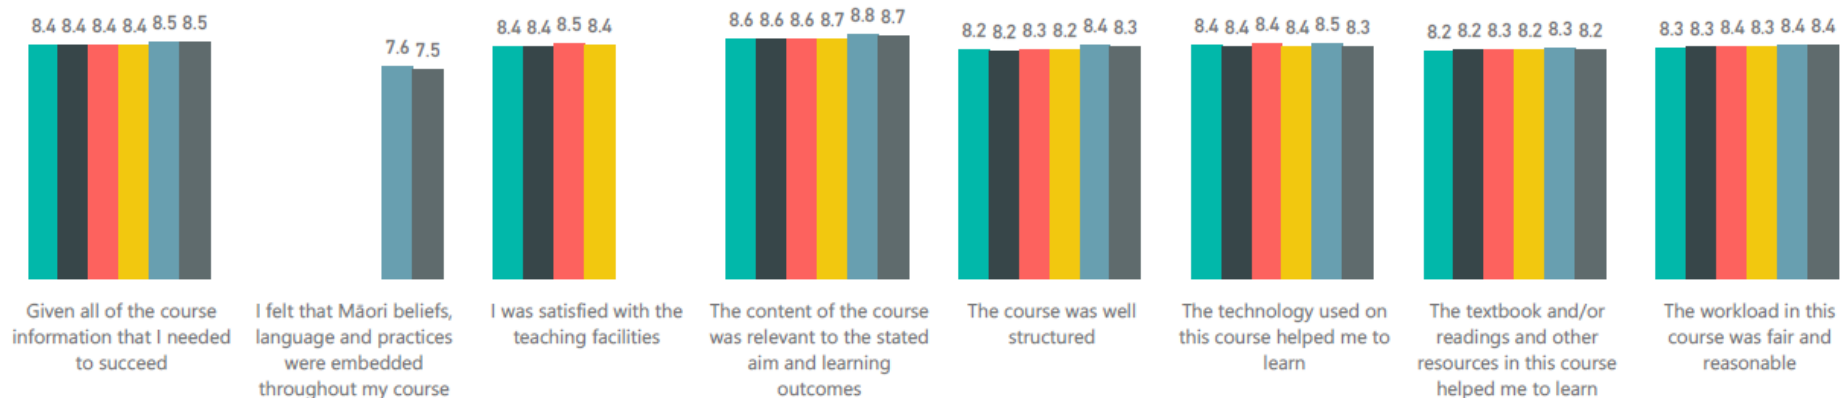 8.4 8.4 8.4 8.4 8.5 8.5
Given all of the course
information that I needed
to succeed
7.6 7.5
I felt that Māori beliefs,
language and practices
were embedded
throughout my course
8.4 8.4 8.5 8.4
I was satisfied with the
teaching facilities
8.6 8.6 8.6 8.7 8.8 8.7
The content of the course
was relevant to the stated
aim and learning
outcomes
8.2 8.2 8.3 8.2 8.4 8.3
The course was well
structured
8.4 8.4 8.4 8.4 8.5 8.3
The technology used on
this course helped me to
learn
8.2 8.2 8.3 8.2 8.3 8.2
The textbook and/or
readings and other
resources in this course
helped me to learn
8.3 8.3 8.4 8.3 8.4 8.4
The workload in this
course was fair and
reasonable